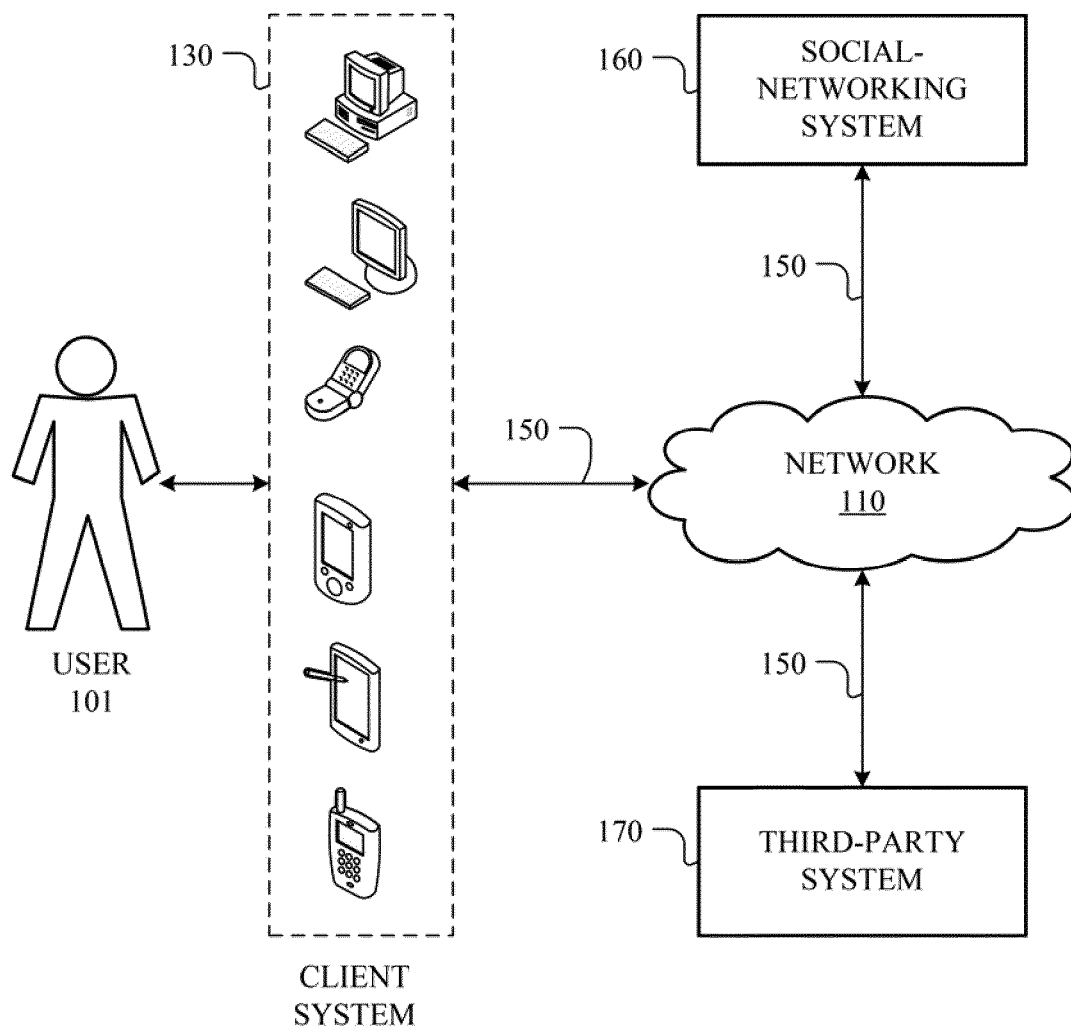 130
160
SOCIAL-
NETWORKING
SYSTEM
150
150
NETWORK
110
USER
101
150
170
THIRD-PARTY
SYSTEM
CLIENT
SYSTEM